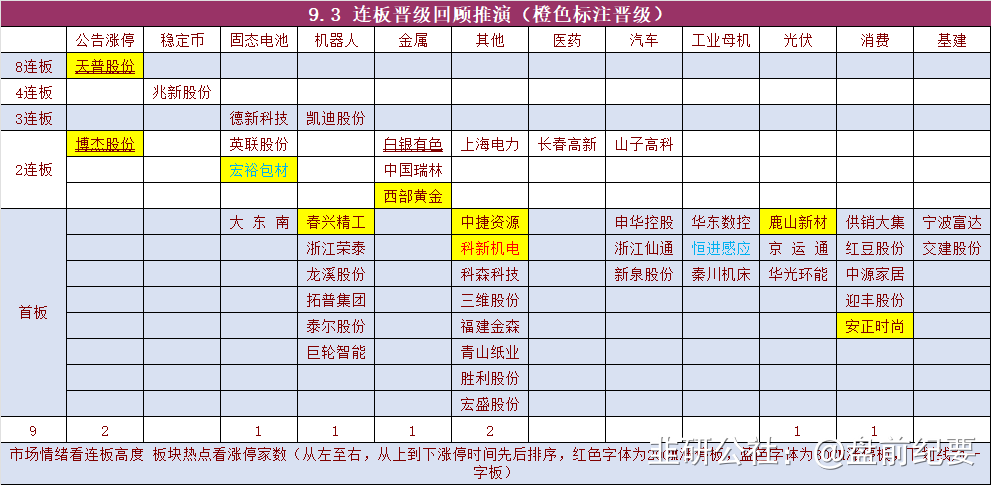 9.3 连板晋级回顾推演（橙色标注晋级）
公告涨停 稳定币 固态电池 机器人 金属 其他 医药 汽车 工业母机 光伏 消费 基建
8连板 天普股份
4连板 兆新股份
3连板 德新科技 凯迪股份
博杰股份 英联股份 白银有色 上海电力 长春高新 山子高科
2连板 宏裕包材 中国瑞林
西部黄金
大东南 春兴精工 中捷资源 申华控股 华东数控 鹿山新材 供销大集 宁波富达
浙江荣泰 科新机电 浙江仙通 恒进感应 京运通 红豆股份 交建股份
龙溪股份 科森科技 新泉股份 秦川机床 华光环能 中源家居
拓普集团 三维股份 迎丰股份
首板
泰尔股份 福建金森 安正时尚
巨轮智能 青山纸业
胜利股份
宏盛股份
9 2 1 1 1 2 1 1
市场情绪看连板高度 板块热点看涨停家数（从左至右，从上到下涨停时间先后排序，红色字体为20
字板）
公社：@盘前纪要